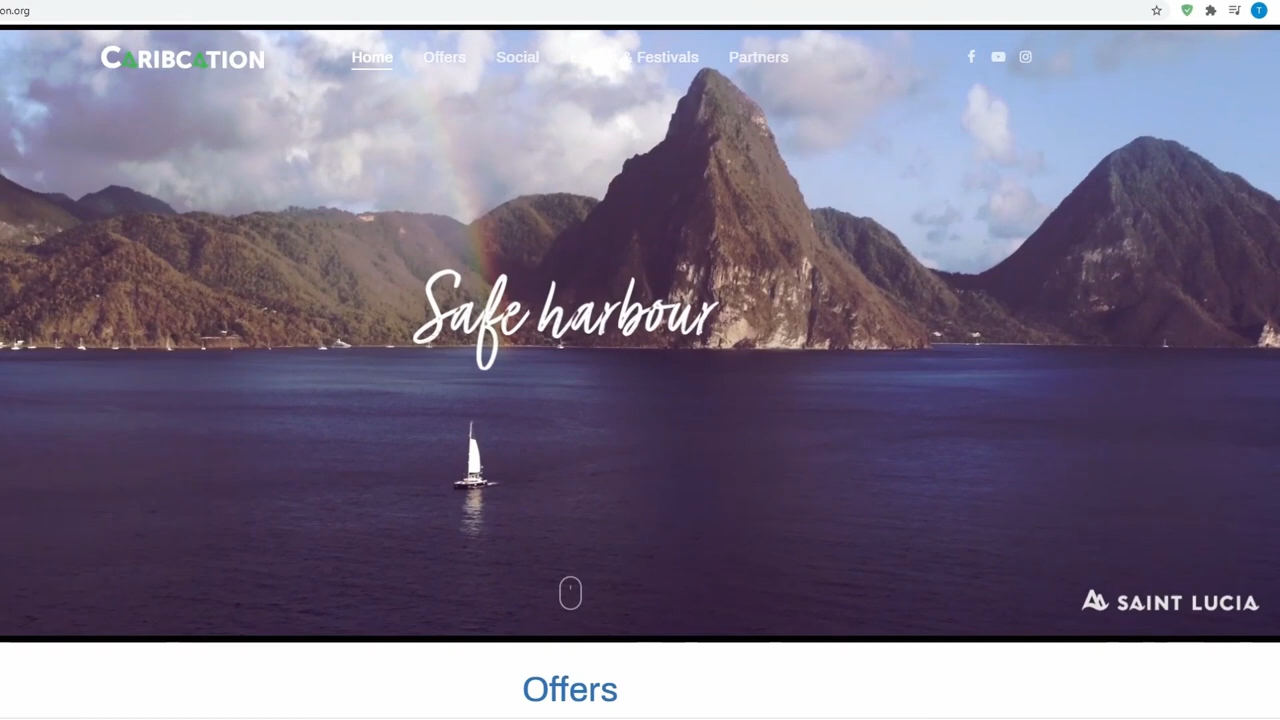 on.org
T
CARIBCATION
Home Offers Social & Festivals Partners
Safe harbour
SAINT LUCIA
Offers